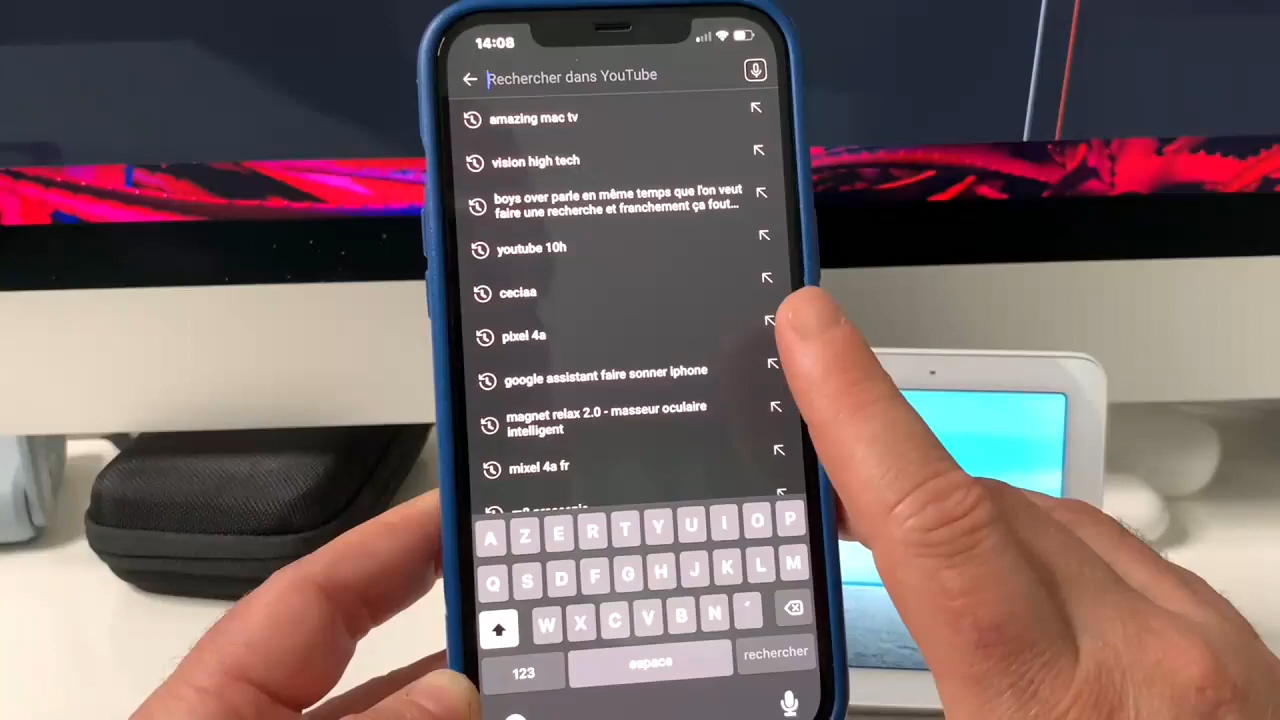 14:08
Rechercher dans YouTube
amazing mac tv
vision high tech
boys over parle en même temps que l'on veut
faire une recherche et franchement ça fout...
youtube 10h
ceciaa
pixel 4a
google assistant faire sonner iphone
magnet relax 2.0 - masseur oculaire
intelligent
mixel 4a fr
A Z E R T Y U I O P
Q S D F G H J K L M
W X C V B N ´
123 espace rechercher